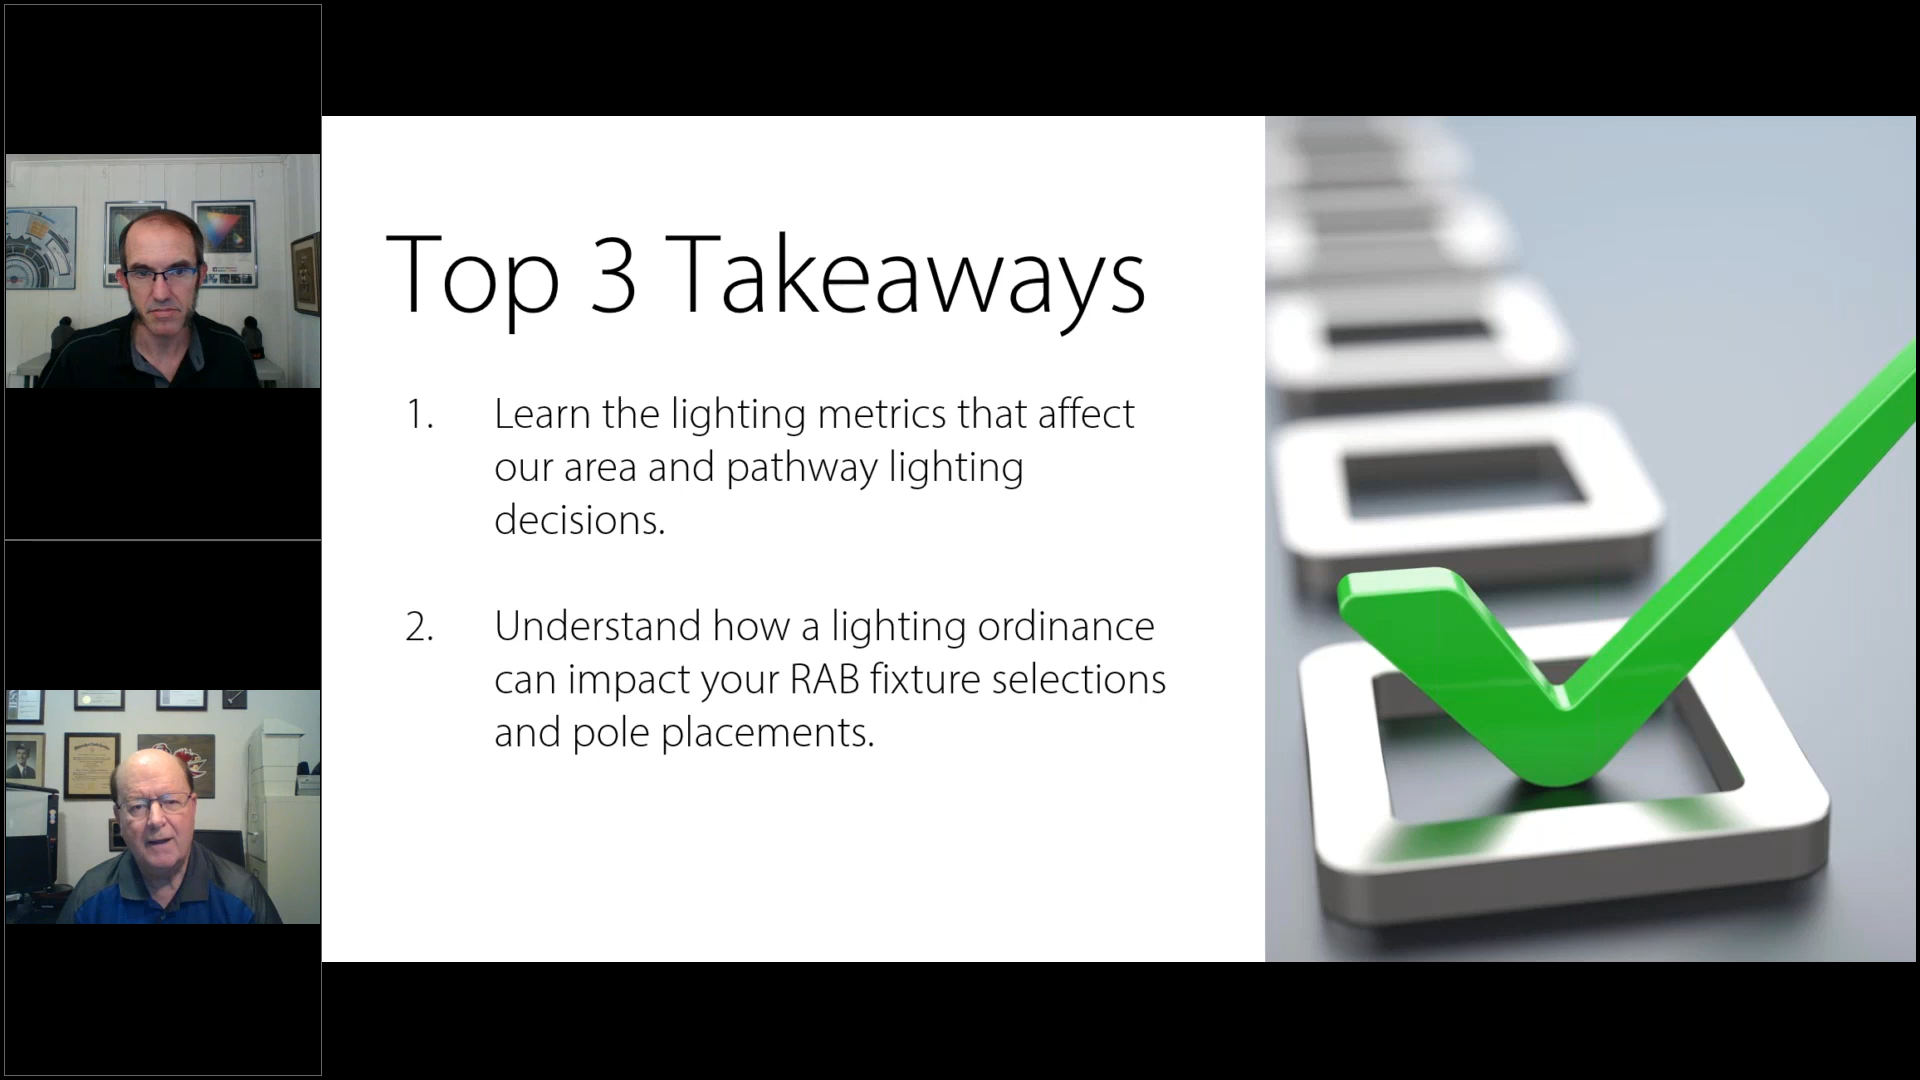 Top 3 Takeaways
1. Learn the lighting metrics that affect
our area and pathway lighting
decisions.
2. Understand how a lighting ordinance
can impact your RAB fixture selections
and pole placements.